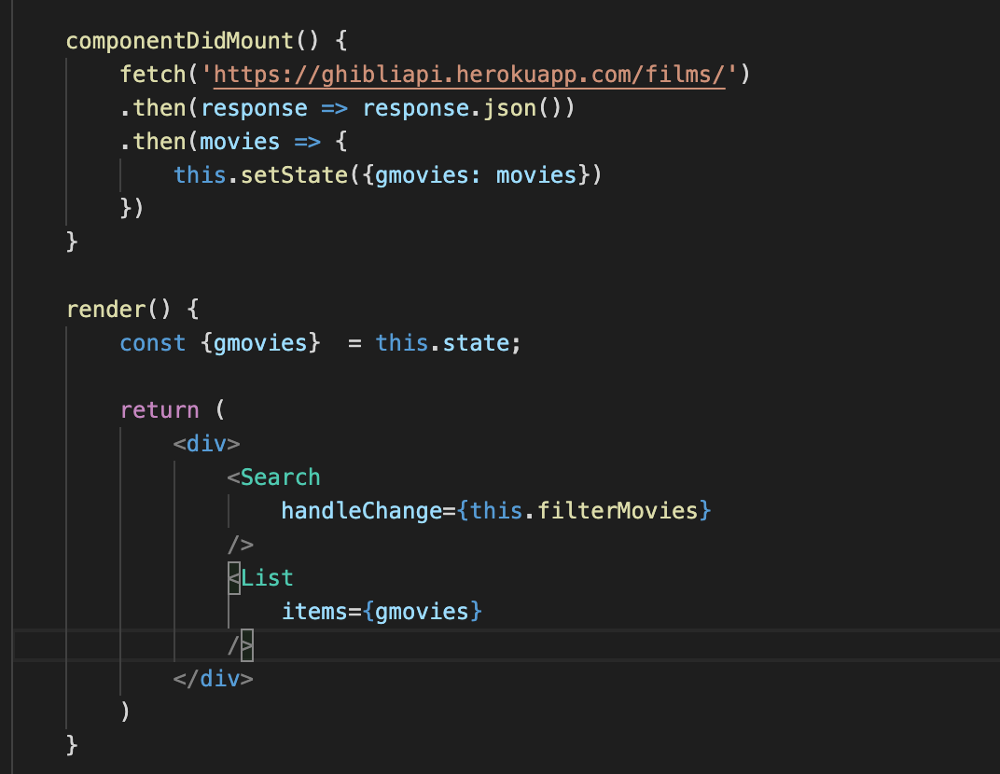 componentDidMount() {
fetch('https://ghibliapi.herokuapp.com/films/')
.then(response => response.json())
.then(movies => {
this.setState({gmovies: movies})
})
}
render() {
const {gmovies}  = this.state;
return (
<div>
<Search
handleChange={this.filterMovies}
/>
<List
items={gmovies}
/>
</div>
)
}